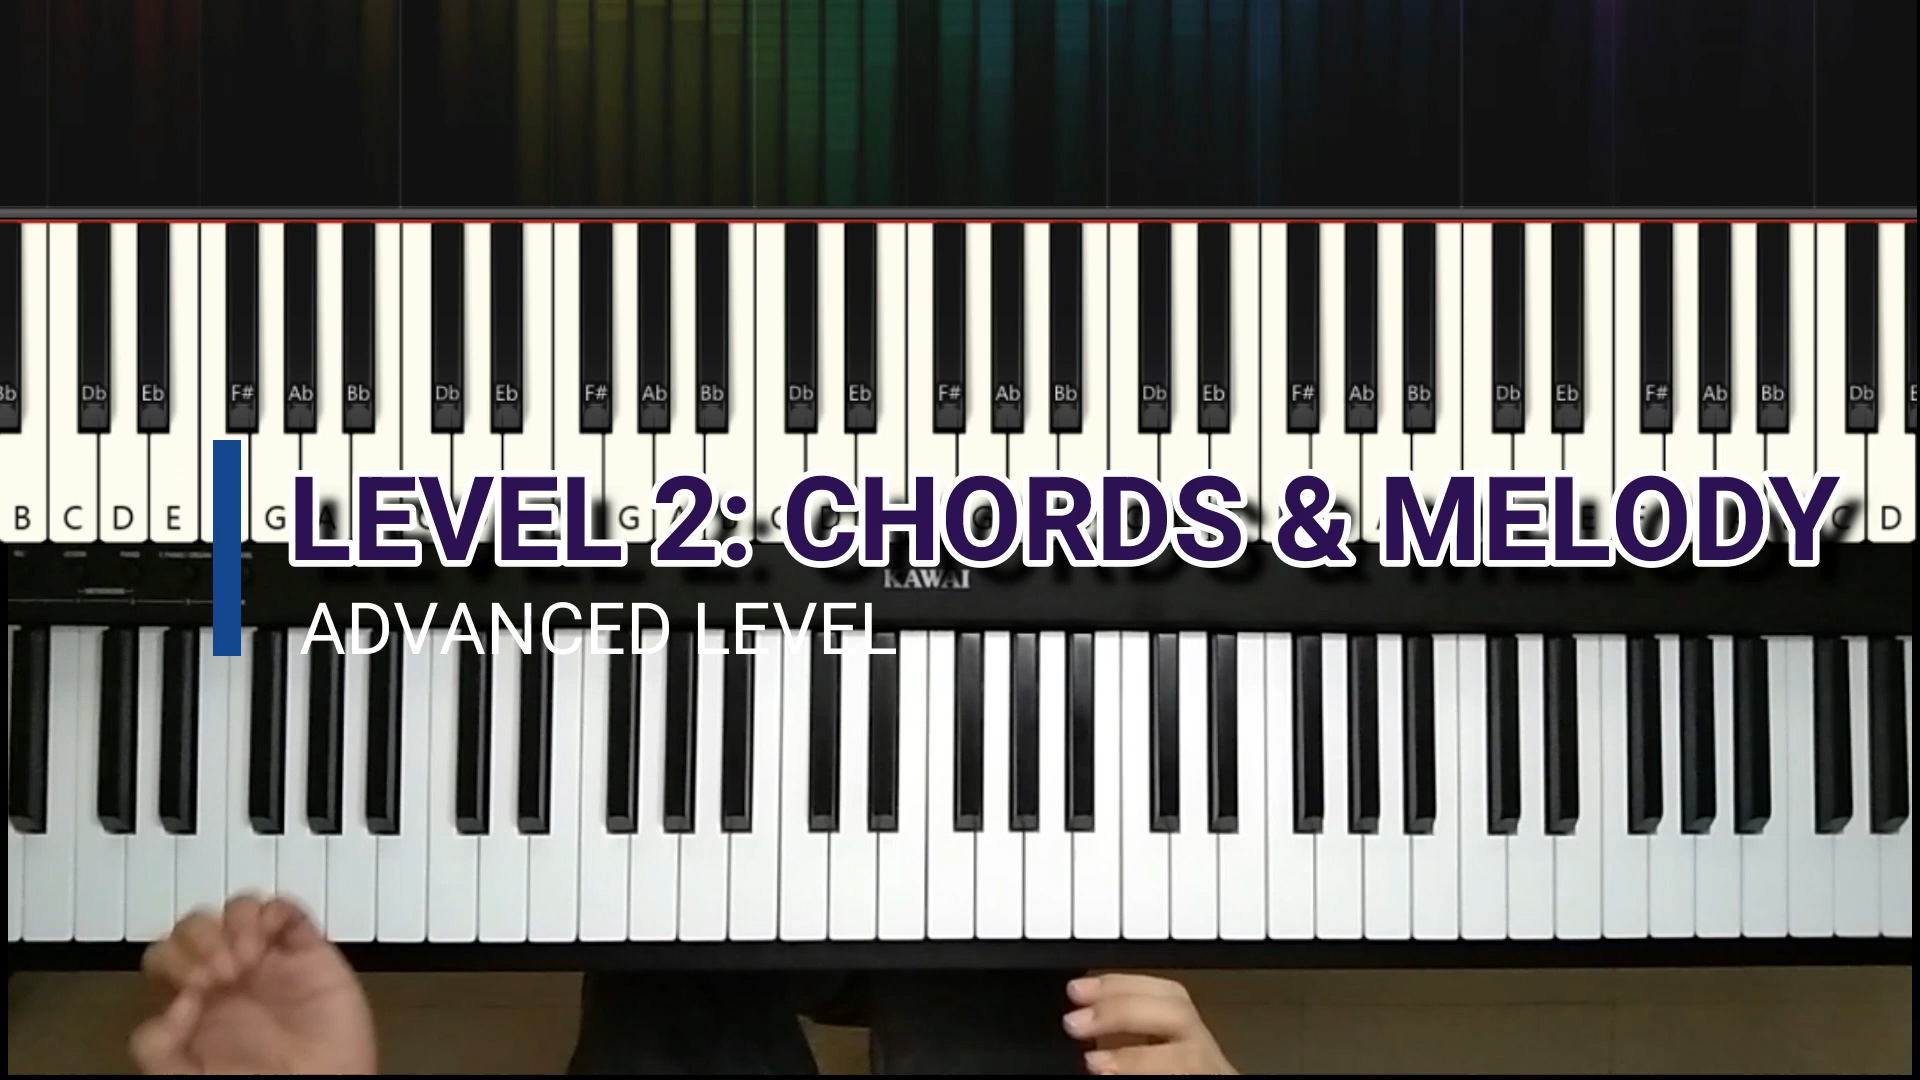 Bb Db Eb F# Ab Bb Db Eb F# Ab Bb Db Eb F# Ab Bb Db Eb F# Ab Bb Db Eb F# Ab Bb Db
B C D E G A G D
LEVEL 2: CHORDS & MELODY
KAWAI
ADVANCED LEVEL